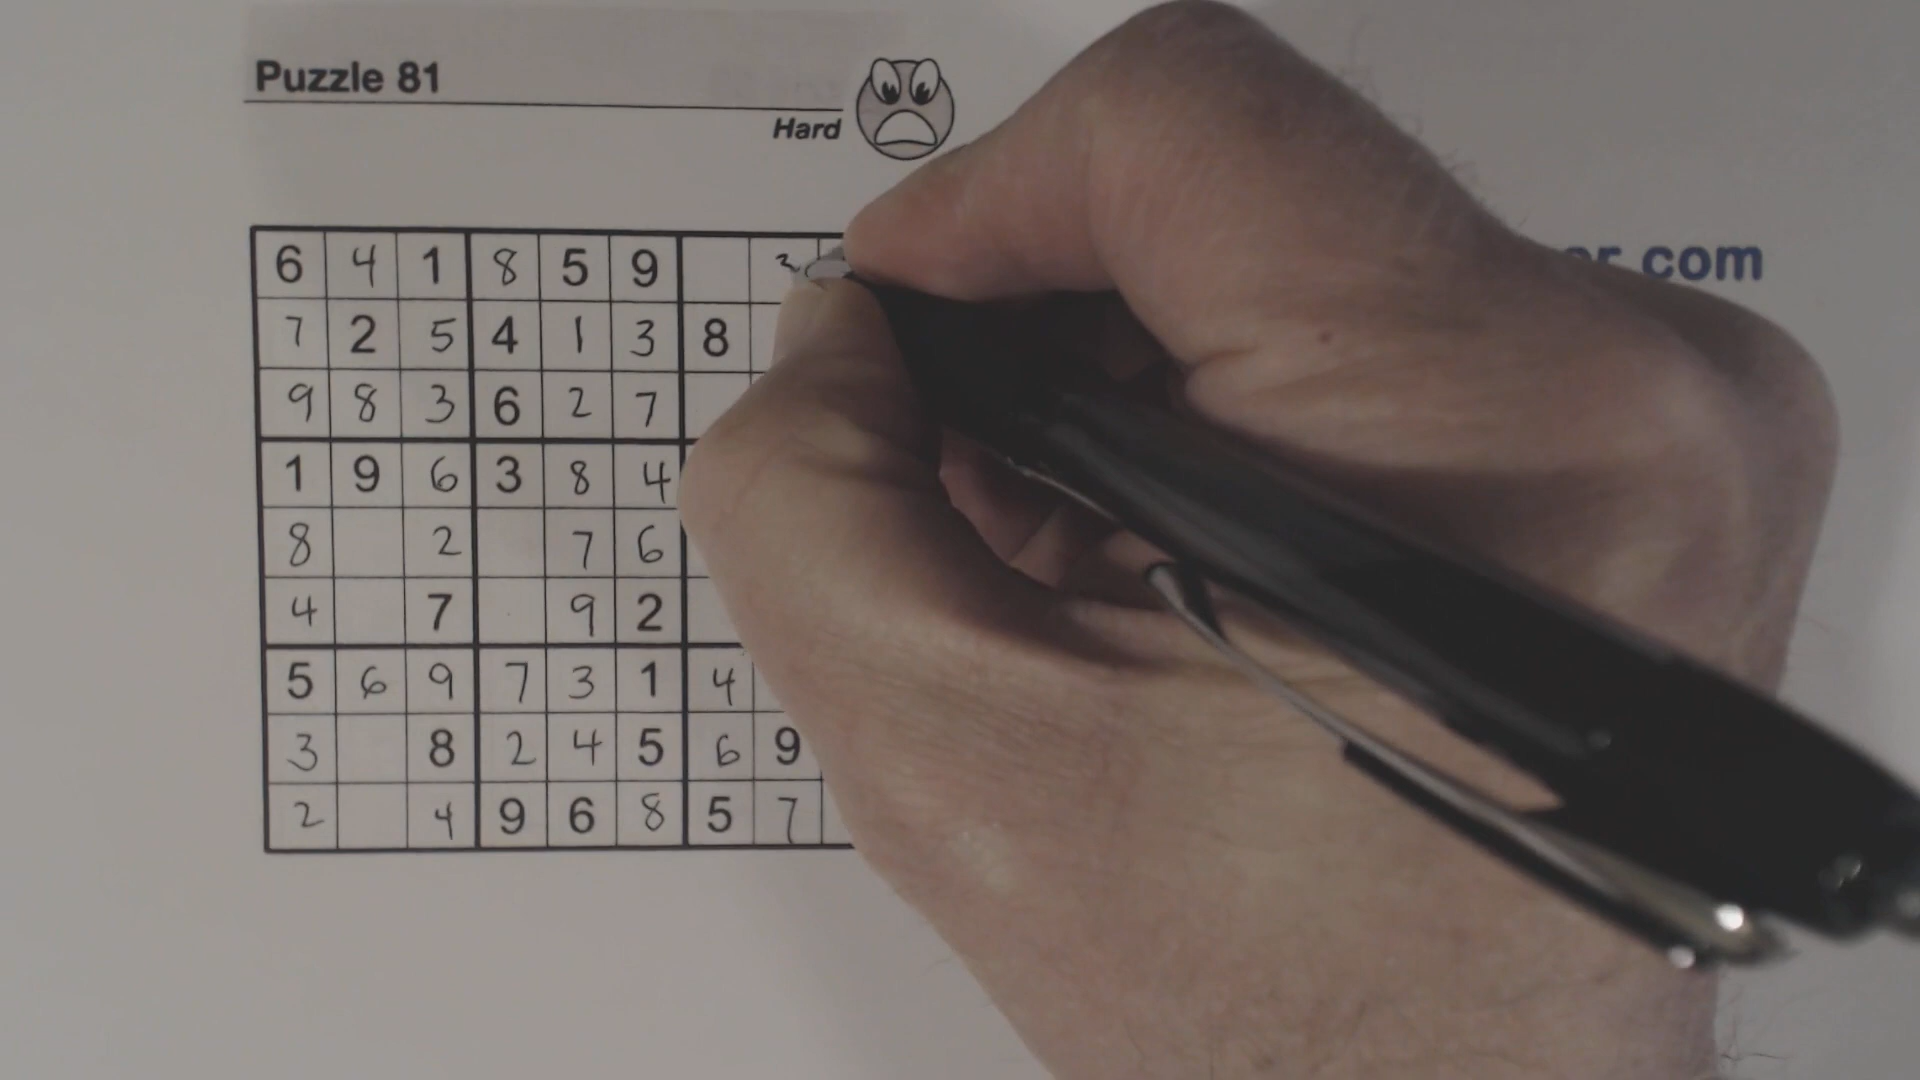 Puzzle 81
Hard
.com
6 4 1 8 5 9 2
7 2 5 4 1 3 8
9 8 3 6 2 7
1 9 6 3 8 4
8 2 7 6
4 7 9 2
5 6 9 7 3 1 4
3 8 2 4 5 6 9
2 4 9 6 8 5 7